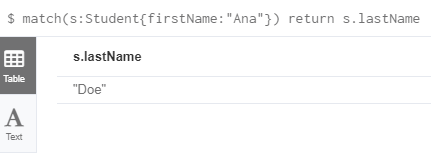 $ match(s:Student{firstName:"Ana"}) return s.lastName
s.lastName
Table
"Doe"
A
Text